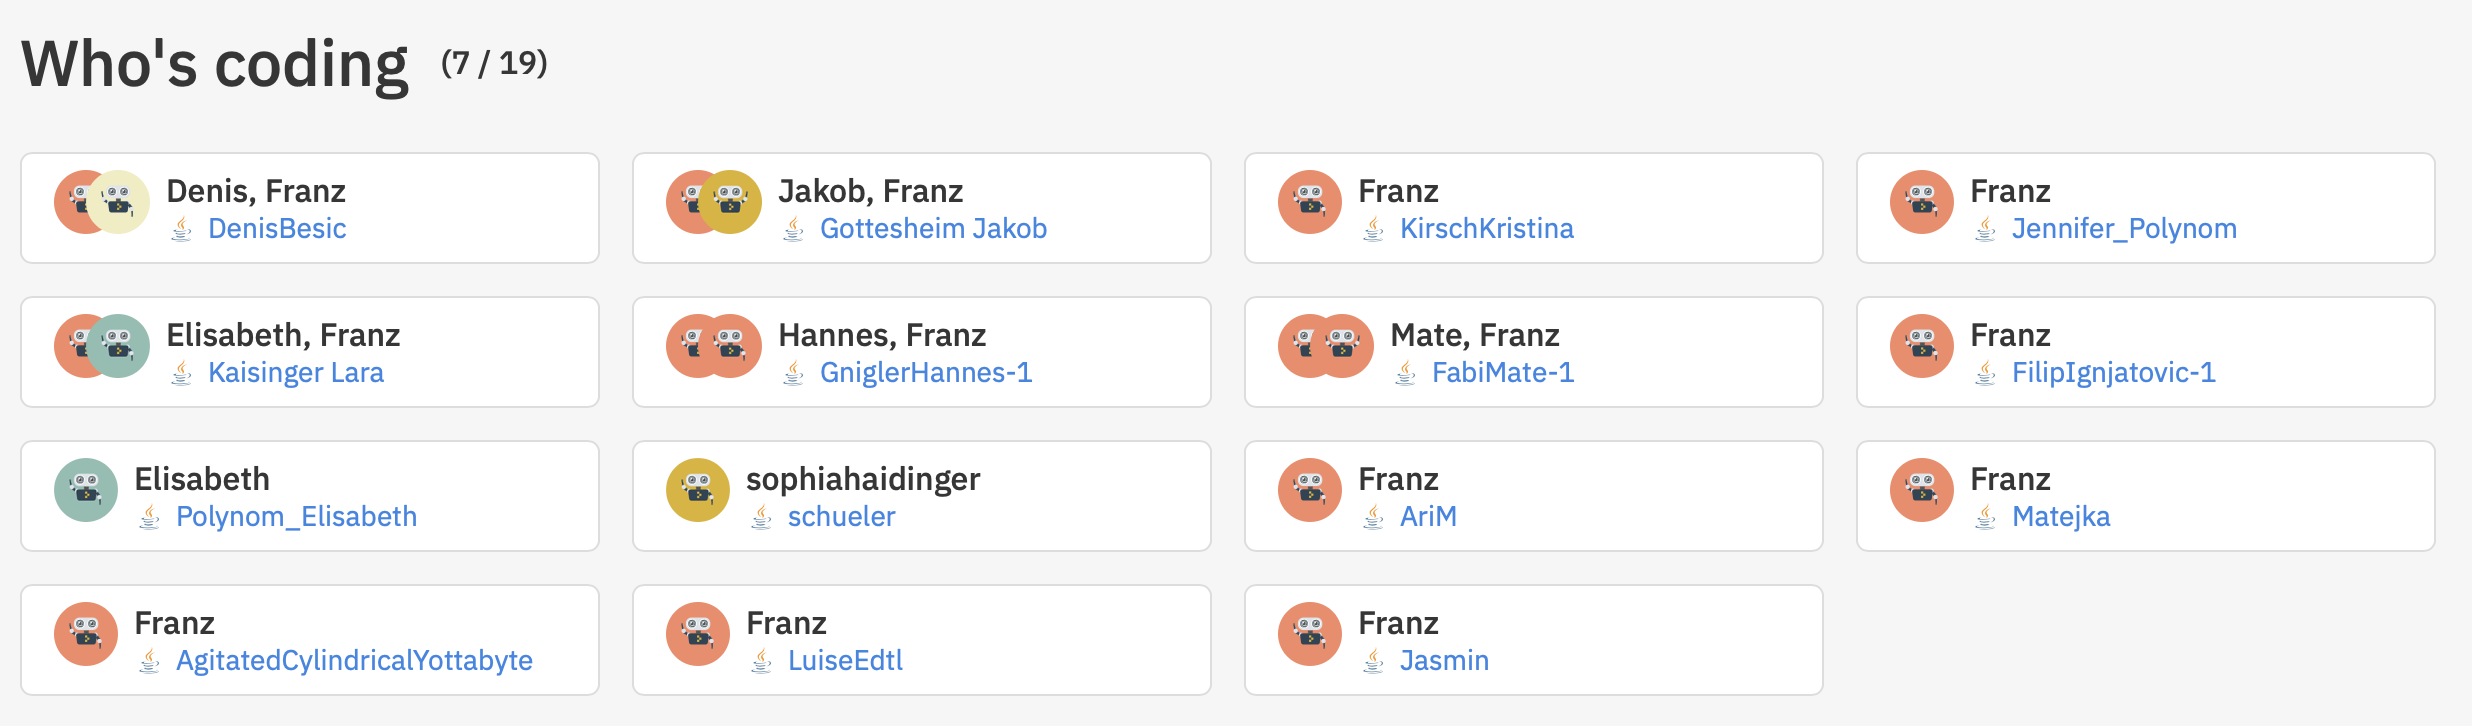 Who's coding (7 / 19)
Denis, Franz
DenisBesic
Jakob, Franz
Gottesheim Jakob
Franz
KirschKristina
Franz
Jennifer_Polynom
Elisabeth, Franz
Kaisinger Lara
Hannes, Franz
GniglerHannes-1
Mate, Franz
FabiMate-1
Franz
FilipIgnjatovic-1
Elisabeth
Polynom_Elisabeth
sophiahaidinger
schueler
Franz
AriM
Franz
Matejka
Franz
AgitatedCylindricalYottabyte
Franz
LuiseEdtl
Franz
Jasmin